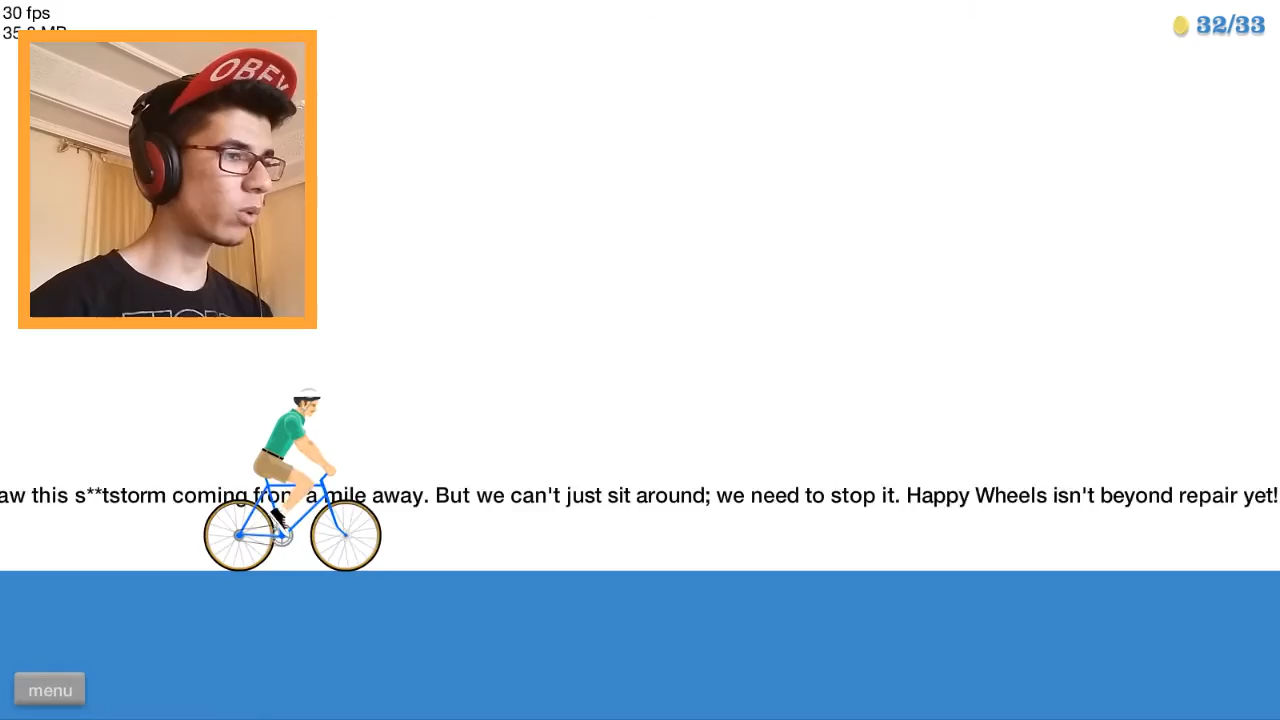 30 fps
32/33
OBEY
aw this s**tstorm coming from a mile away. But we can't just sit around; we need to stop it. Happy Wheels isn't beyond repair yet!
menu